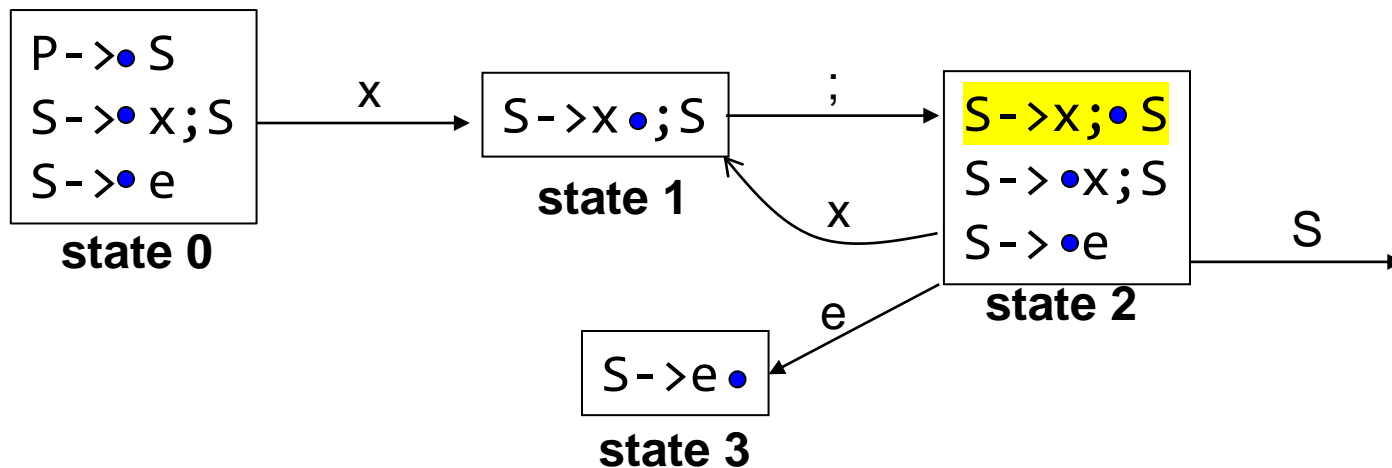 P->• S
S->• x;S
S->• e
state 0
x
S->x •;S
state 1
;
S->x;• S
S-> •x;S
S-> •e
state 2
x
S
e
S->e •
state 3